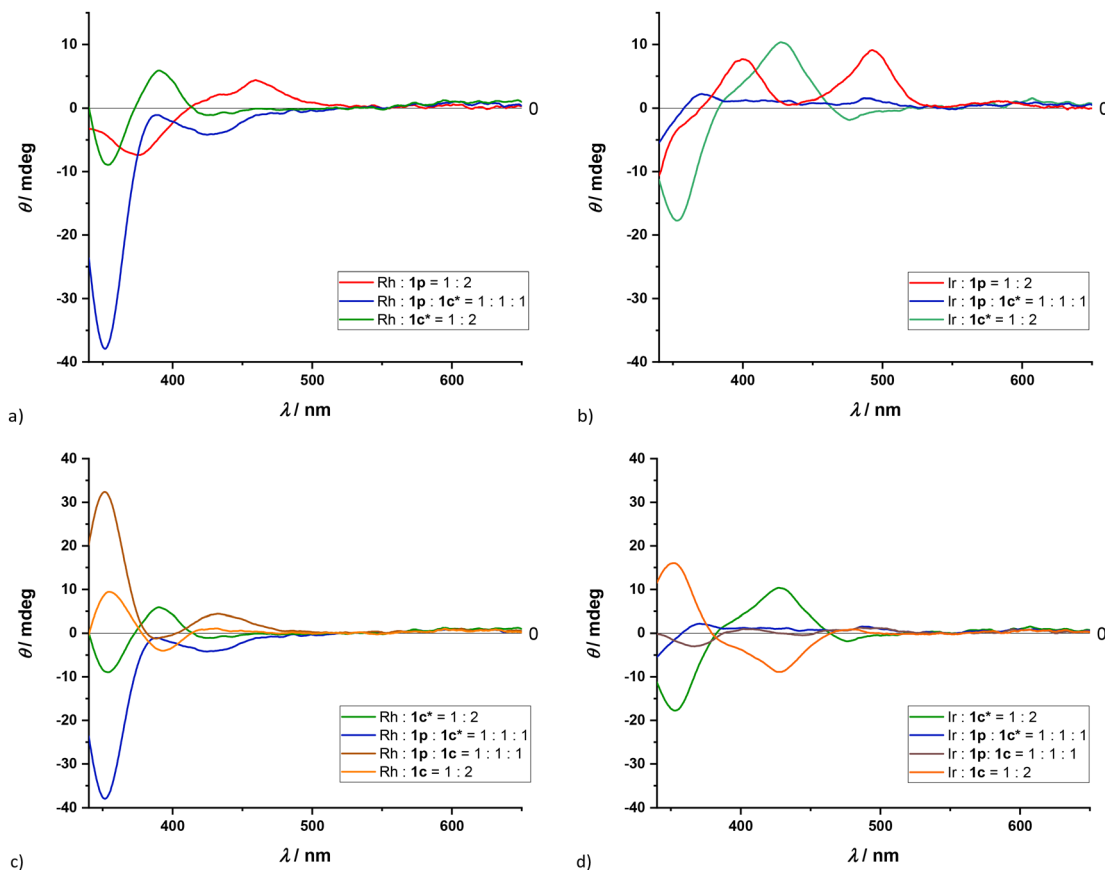 10
0
-10
-20
-30
-40
θ/ mdeg
0
Rh : 1p = 1 : 2
Rh : 1p : 1c* = 1 : 1 : 1
Rh : 1c* = 1 : 2
400
500
600
λ / nm
a)
10
0
-10
-20
-30
-40
θ/ mdeg
0
Ir : 1p = 1 : 2
Ir : 1p : 1c* = 1 : 1 : 1
Ir : 1c* = 1 : 2
400
500
600
λ / nm
b)
40
30
20
10
0
-10
-20
-30
-40
θ/ mdeg
0
Rh : 1c* = 1 : 2
Rh : 1p : 1c* = 1 : 1 : 1
Rh : 1p : 1c = 1 : 1 : 1
Rh : 1c = 1 : 2
400
500
600
λ / nm
c)
40
30
20
10
0
-10
-20
-30
-40
θ/ mdeg
0
Ir : 1c* = 1 : 2
Ir : 1p : 1c* = 1 : 1 : 1
Ir : 1p: 1c = 1 : 1 : 1
Ir : 1c = 1 : 2
400
500
600
λ / nm
d)